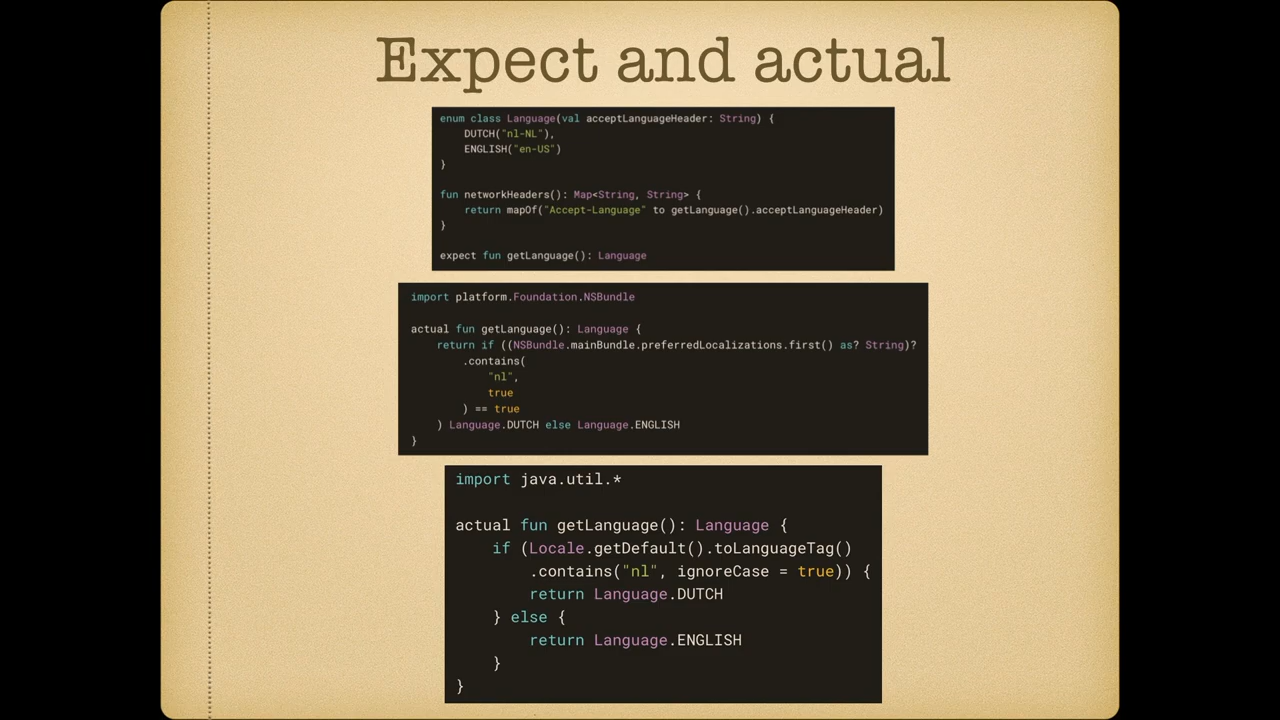 Expect and actual
enum class Language(val acceptLanguageHeader: String) {
    DUTCH("nl-NL"),
    ENGLISH("en-US")
}
fun networkHeaders(): Map<String, String> {
    return mapOf("Accept-Language" to getLanguage().acceptLanguageHeader)
}
expect fun getLanguage(): Language
import platform.Foundation.NSBundle
actual fun getLanguage(): Language {
    return if ((NSBundle.mainBundle.preferredLocalizations.first() as? String)?
        .contains(
            "nl",
            true
        ) == true
    ) Language.DUTCH else Language.ENGLISH
}
import java.util.*
actual fun getLanguage(): Language {
    if (Locale.getDefault().toLanguageTag()
        .contains("nl", ignoreCase = true)) {
        return Language.DUTCH
    } else {
        return Language.ENGLISH
    }
}